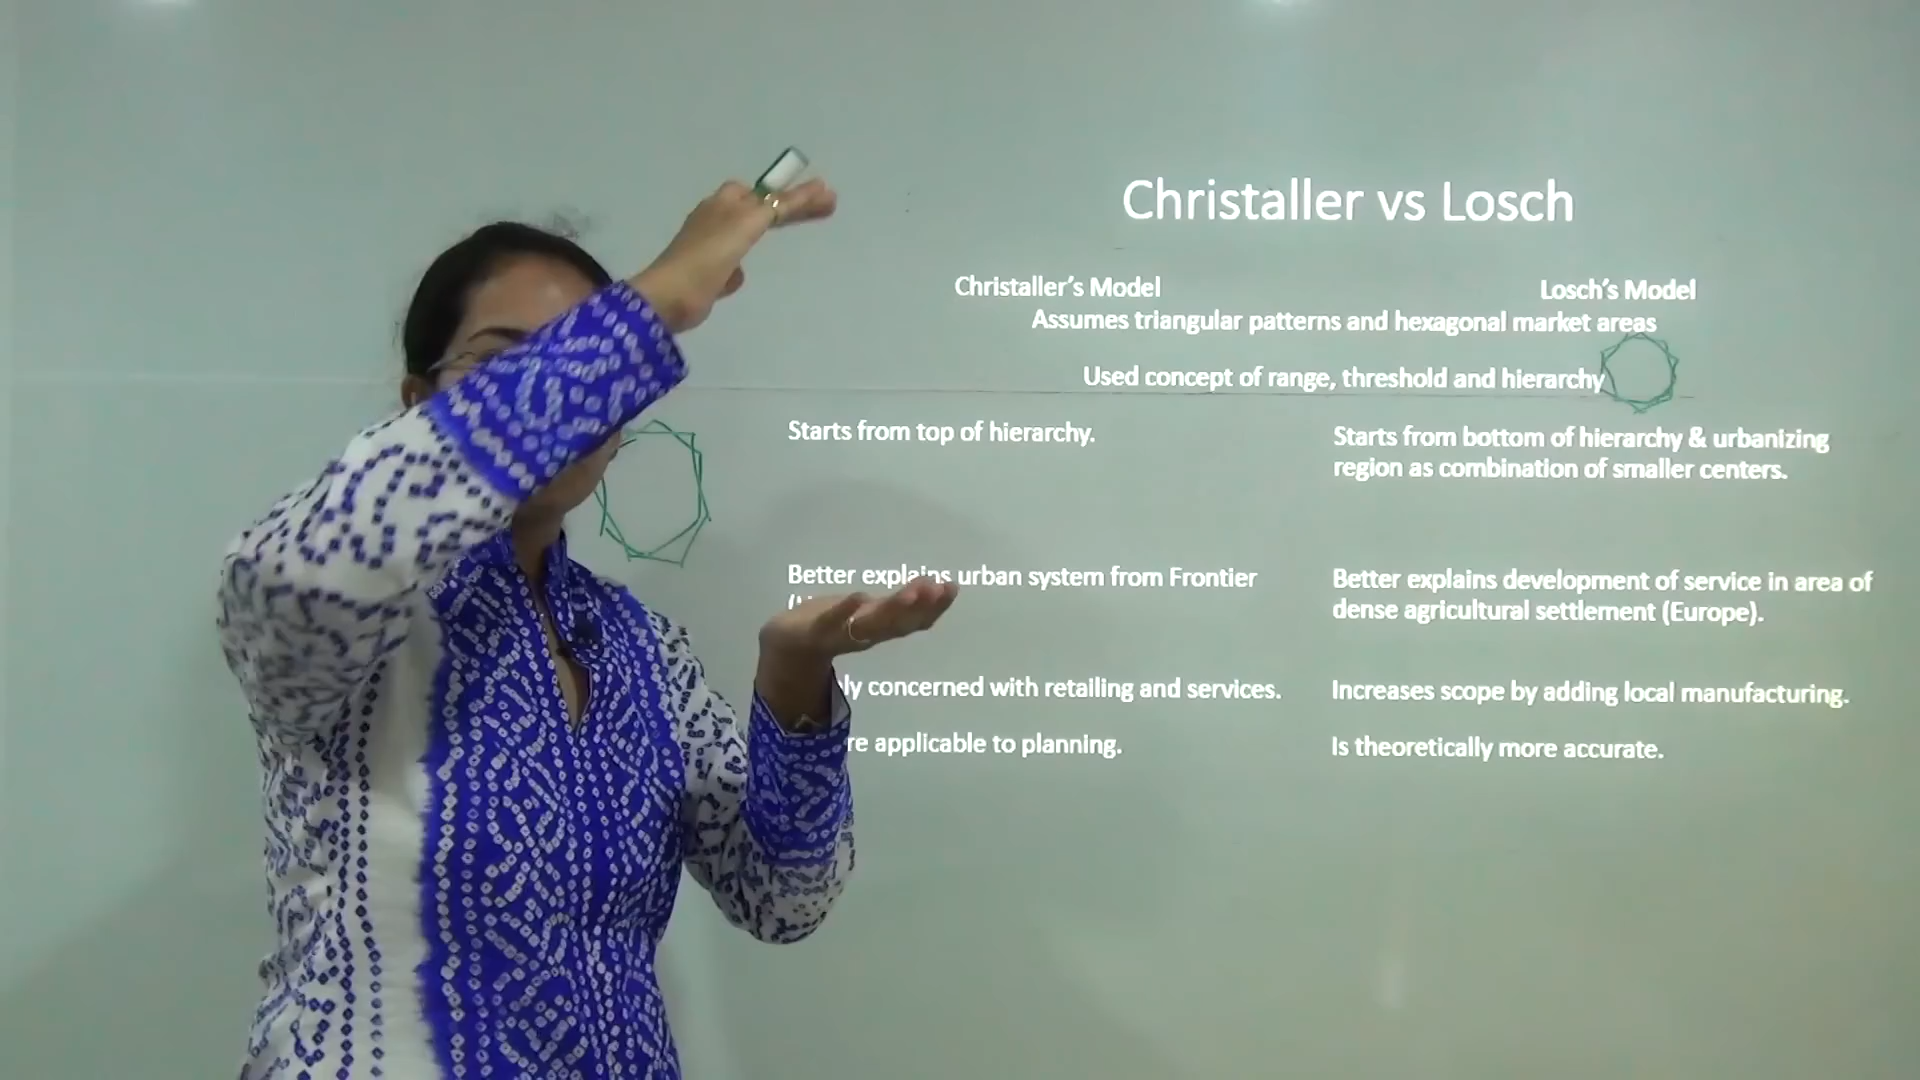 Christaller vs Losch
Christaller's Model
Losch's Model
Assumes triangular patterns and hexagonal market areas
Used concept of range, threshold and hierarchy
Starts from top of hierarchy.
Starts from bottom of hierarchy & urbanizing
region as combination of smaller centers.
Better explains urban system from Frontier
Better explains development of service in area of
dense agricultural settlement (Europe).
concerned with retailing and services.
Increases scope by adding local manufacturing.
applicable to planning.
Is theoretically more accurate.